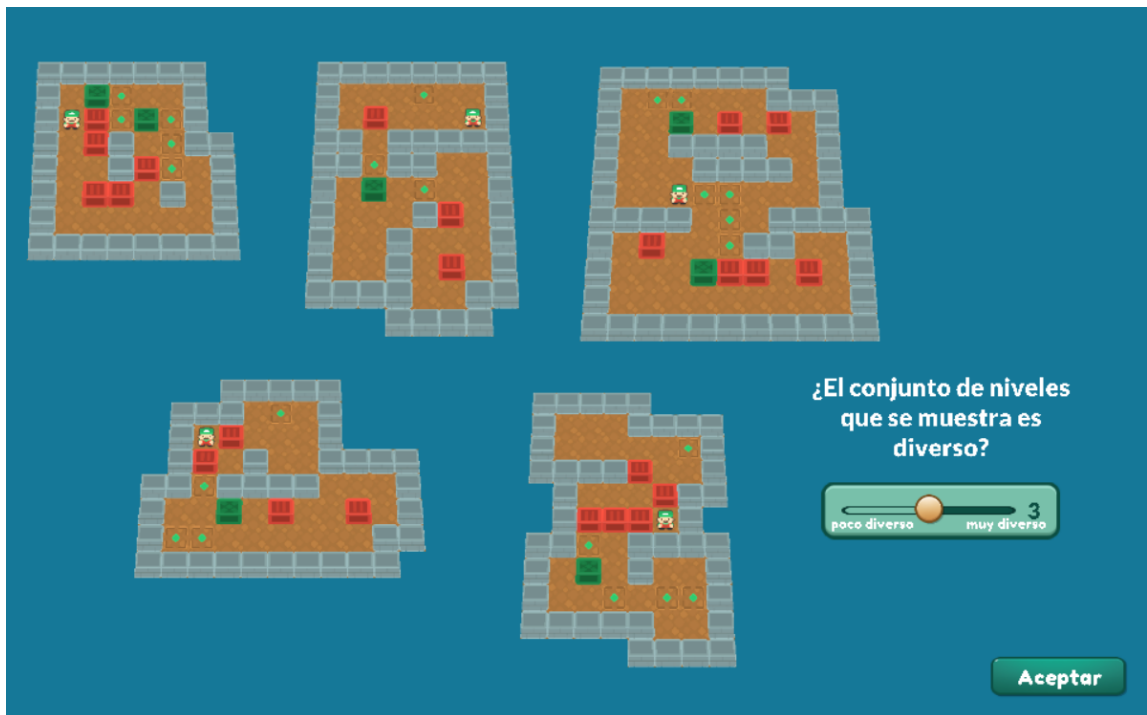 ¿El conjunto de niveles
que se muestra es
diverso?
3
poco diverso muy diverso
Aceptar